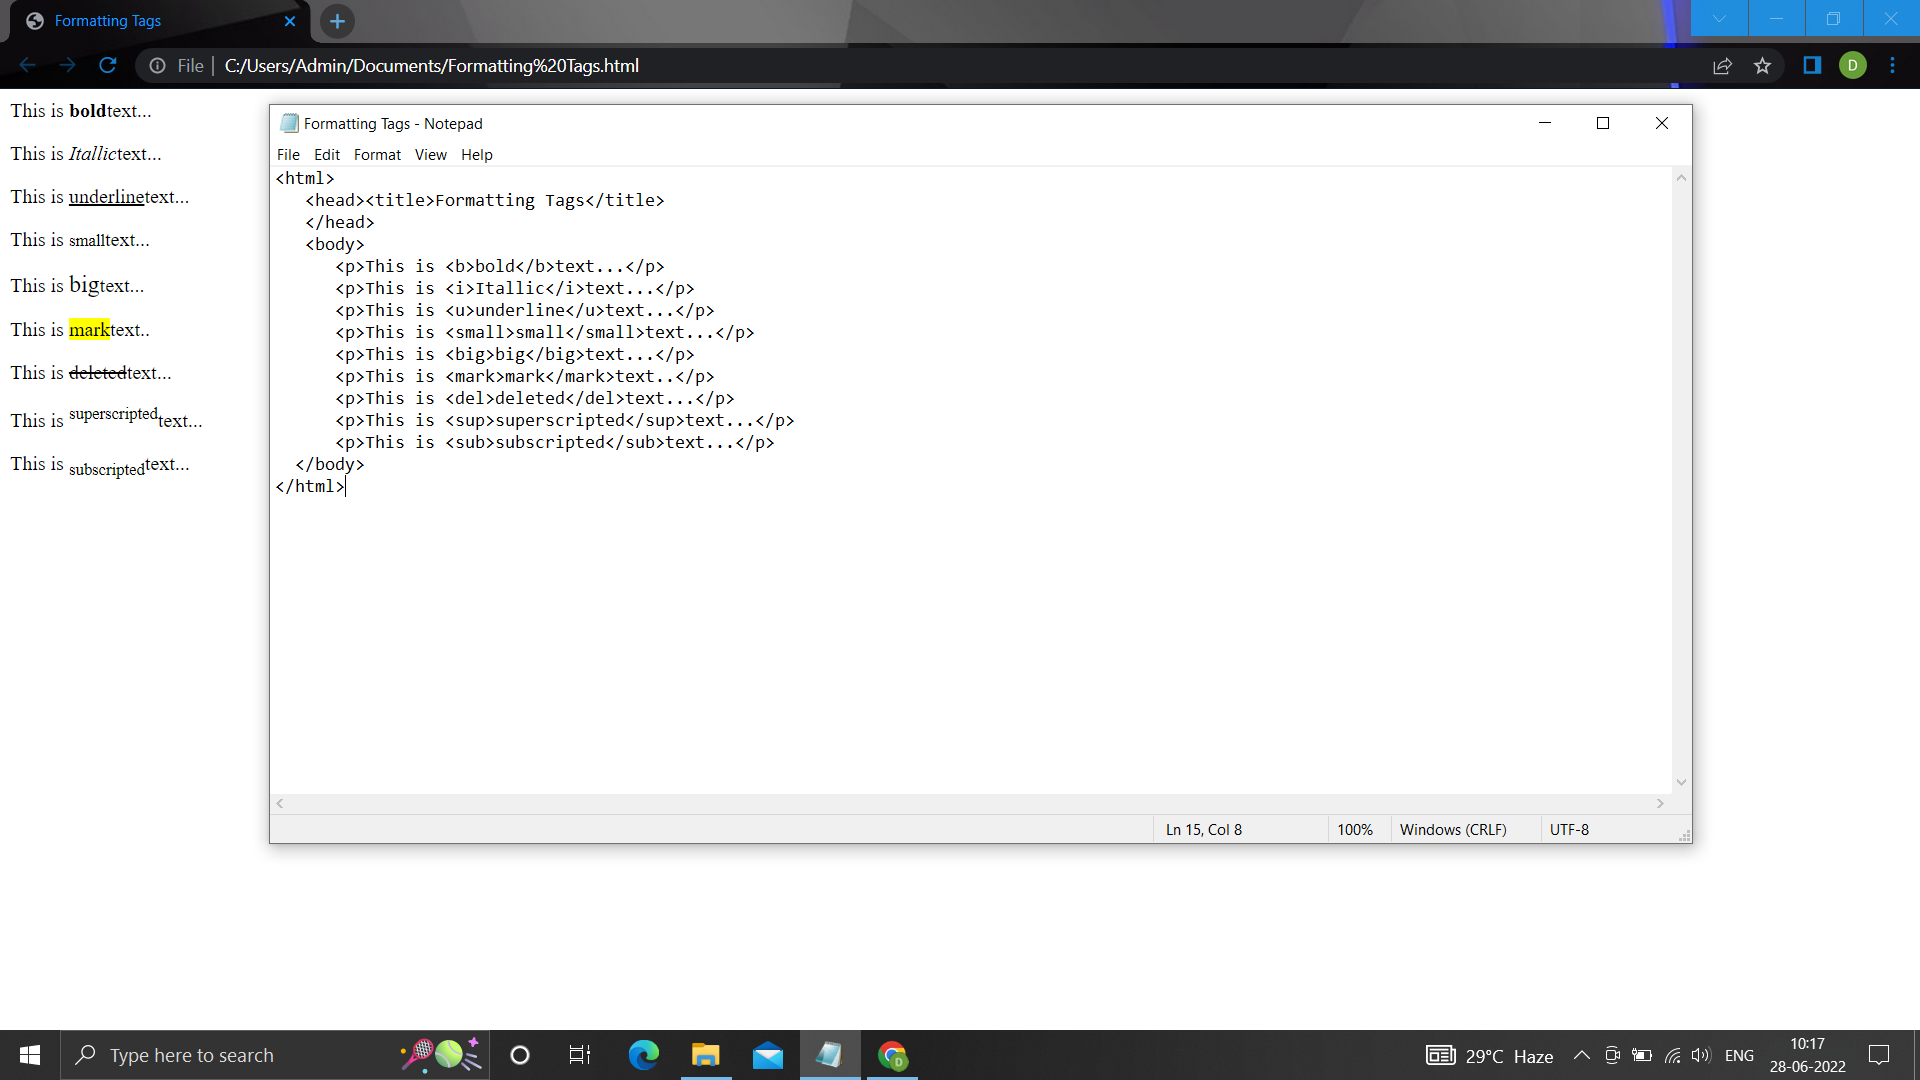 Formatting Tags
File | C:/Users/Admin/Documents/Formatting%20Tags.html
D
This is boldtext...
This is Itallictext...
This is underlinetext...
This is smalltext...
This is bigtext...
This is marktext..
This is deletedtext...
This is superscriptedtext...
This is subscriptedtext...
Formatting Tags - Notepad
File Edit Format View Help
<html>
   <head><title>Formatting Tags</title>
   </head>
   <body>
      <p>This is <b>bold</b>text...</p>
      <p>This is <i>Itallic</i>text...</p>
      <p>This is <u>underline</u>text...</p>
      <p>This is <small>small</small>text...</p>
      <p>This is <big>big</big>text...</p>
      <p>This is <mark>mark</mark>text..</p>
      <p>This is <del>deleted</del>text...</p>
      <p>This is <sup>superscripted</sup>text...</p>
      <p>This is <sub>subscripted</sub>text...</p>
  </body>
</html>
Ln 15, Col 8 100% Windows (CRLF) UTF-8
Type here to search
D
29°C Haze
ENG
10:17
28-06-2022